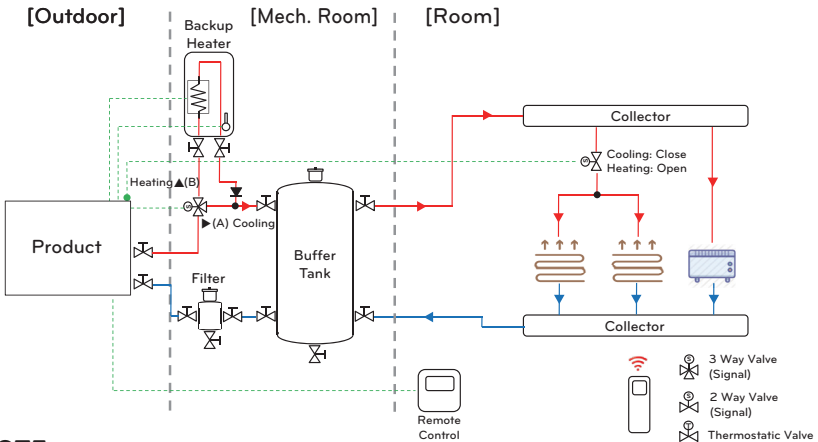 [Outdoor]
[Mech. Room]
[Room]
Backup
Heater
Collector
Cooling: Close
Heating: Open
S
Heating▲(B)
S
▶(A) Cooling
Product
Buffer
Tank
Filter
Collector
Remote
Control
S
3 Way Valve
(Signal)
S
2 Way Valve
(Signal)
T
Thermostatic Valve